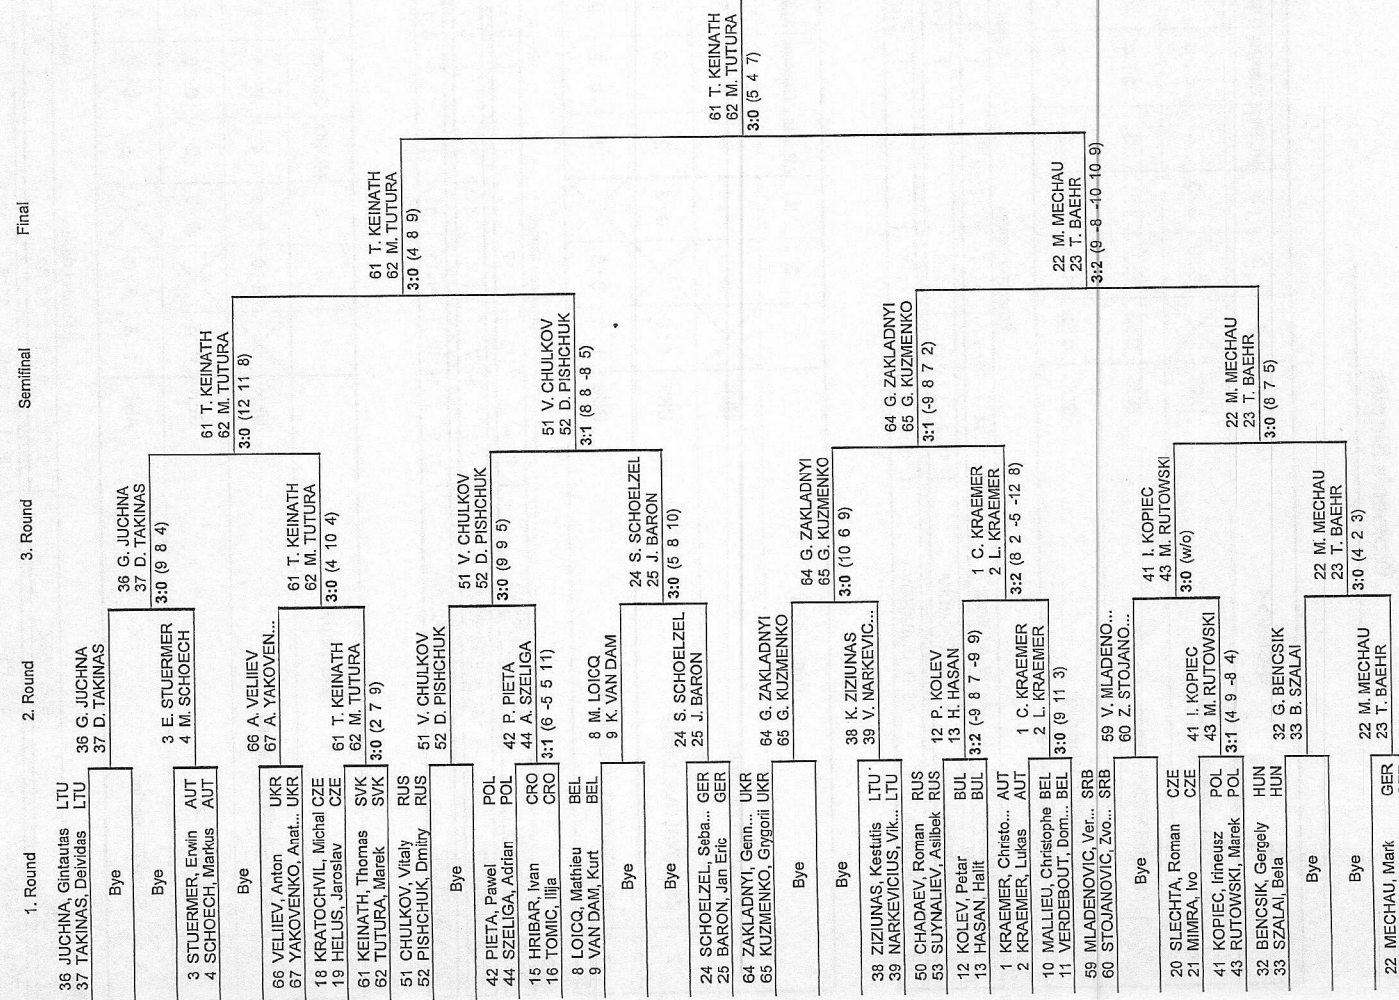 1. Round
2. Round
3. Round
Semifinal
Final
36 JUCHNA, Gintautas LTU
37 TAKINAS, Deividas LTU
Bye
Bye
3 STUERMER, Erwin AUT
4 SCHOECH, Markus AUT
Bye
66 VELIIEV, Anton UKR
67 YAKOVENKO, Anat... UKR
18 KRATOCHVIL, Michal CZE
19 HELUS, Jaroslav CZE
61 KEINATH, Thomas SVK
62 TUTURA, Marek SVK
51 CHULKOV, Vitaly RUS
52 PISHCHUK, Dmitry RUS
Bye
42 PIETA, Pawel POL
44 SZELIGA, Adrian POL
15 HRIBAR, Ivan CRO
16 TOMIC, Ilija CRO
8 LOICQ, Mathieu BEL
9 VAN DAM, Kurt BEL
Bye
Bye
24 SCHOELZEL, Seba... GER
25 BARON, Jan Eric GER
64 ZAKLADNYI, Genn... UKR
65 KUZMENKO, Grygorii UKR
Bye
Bye
38 ZIZIUNAS, Kestutis LTU
39 NARKEVICIUS, Vik... LTU
50 CHADAEV, Roman RUS
53 SUYNALIEV, Asilbek RUS
12 KOLEV, Petar BUL
13 HASAN, Halit BUL
1 KRAEMER, Christo... AUT
2 KRAEMER, Lukas AUT
10 MALLIEU, Christophe BEL
11 VERDEBOUT, Dom... BEL
59 MLADENOVIC, Ver... SRB
60 STOJANOVIC, Zvo... SRB
Bye
20 SLECHTA, Roman CZE
21 MIMRA, Ivo CZE
41 KOPIEC, Irineusz POL
43 RUTOWSKI, Marek POL
32 BENCSIK, Gergely HUN
33 SZALAI, Bela HUN
Bye
Bye
22 MECHAU, Mark GER
36 G. JUCHNA
37 D. TAKINAS
3 E. STUERMER
4 M. SCHOECH
66 A. VELIIEV
67 A. YAKOVEN...
61 T. KEINATH
62 M. TUTURA
3:0 (2 7 9)
51 V. CHULKOV
52 D. PISHCHUK
42 P. PIETA
44 A. SZELIGA
3:1 (6 -5 5 11)
8 M. LOICQ
9 K. VAN DAM
24 S. SCHOELZEL
25 J. BARON
64 G. ZAKLADNYI
65 G. KUZMENKO
38 K. ZIZIUNAS
39 V. NARKEVIC...
12 P. KOLEV
13 H. HASAN
3:2 (-9 8 7 -9 9)
1 C. KRAEMER
2 L. KRAEMER
3:0 (9 11 3)
59 V. MLADENO...
60 Z. STOJANO...
41 I. KOPIEC
43 M. RUTOWSKI
3:1 (4 9 -8 4)
32 G. BENCSIK
33 B. SZALAI
22 M. MECHAU
23 T. BAEHR
36 G. JUCHNA
37 D. TAKINAS
3:0 (9 8 4)
61 T. KEINATH
62 M. TUTURA
3:0 (4 10 4)
51 V. CHULKOV
52 D. PISHCHUK
3:0 (9 9 5)
24 S. SCHOELZEL
25 J. BARON
3:0 (5 8 10)
64 G. ZAKLADNYI
65 G. KUZMENKO
3:0 (10 6 9)
1 C. KRAEMER
2 L. KRAEMER
3:2 (8 2 -5 -12 8)
41 I. KOPIEC
43 M. RUTOWSKI
3:0 (w/o)
22 M. MECHAU
23 T. BAEHR
3:0 (4 2 3)
61 T. KEINATH
62 M. TUTURA
3:0 (12 11 8)
51 V. CHULKOV
52 D. PISHCHUK
3:1 (8 8 -8 5)
64 G. ZAKLADNYI
65 G. KUZMENKO
3:1 (-9 8 7 2)
22 M. MECHAU
23 T. BAEHR
3:0 (8 7 5)
61 T. KEINATH
62 M. TUTURA
3:0 (4 8 9)
22 M. MECHAU
23 T. BAEHR
3:2 (9 -8 -10 10 9)
61 T. KEINATH
62 M. TUTURA
3:0 (5 4 7)